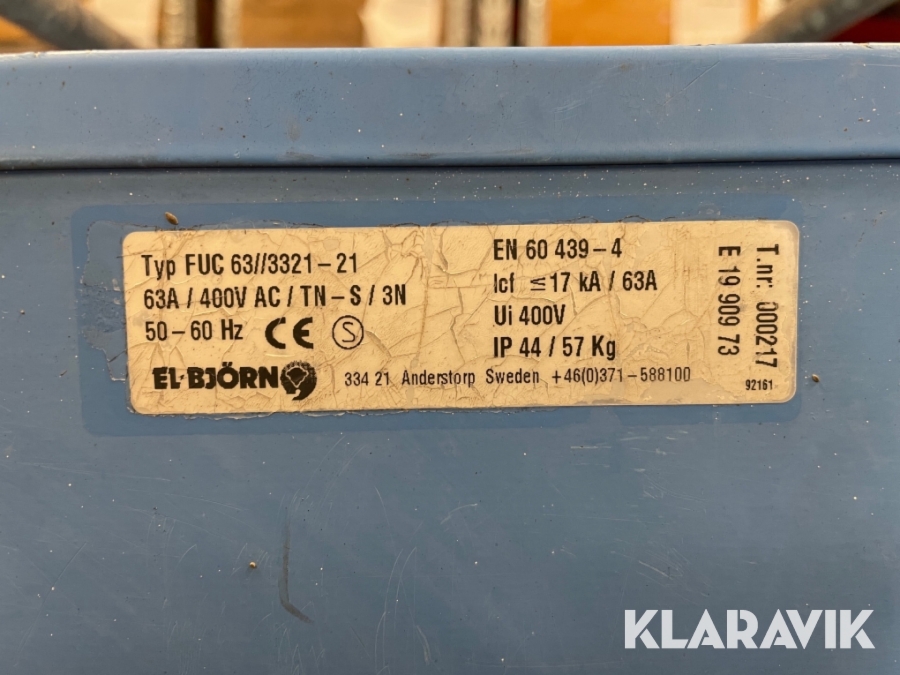 Typ FUC 63//3321-21
63A / 400V AC / TN-S / 3N
50-60 Hz CE S
EL-BJÖRN
EN 60 439-4
Icf ≤17 kA / 63A
Ui 400V
IP 44 / 57 Kg
334 21 Anderstorp Sweden +46(0)371-588100
E 19 909 73
T.nr: 000217
92161
KLARAVIK